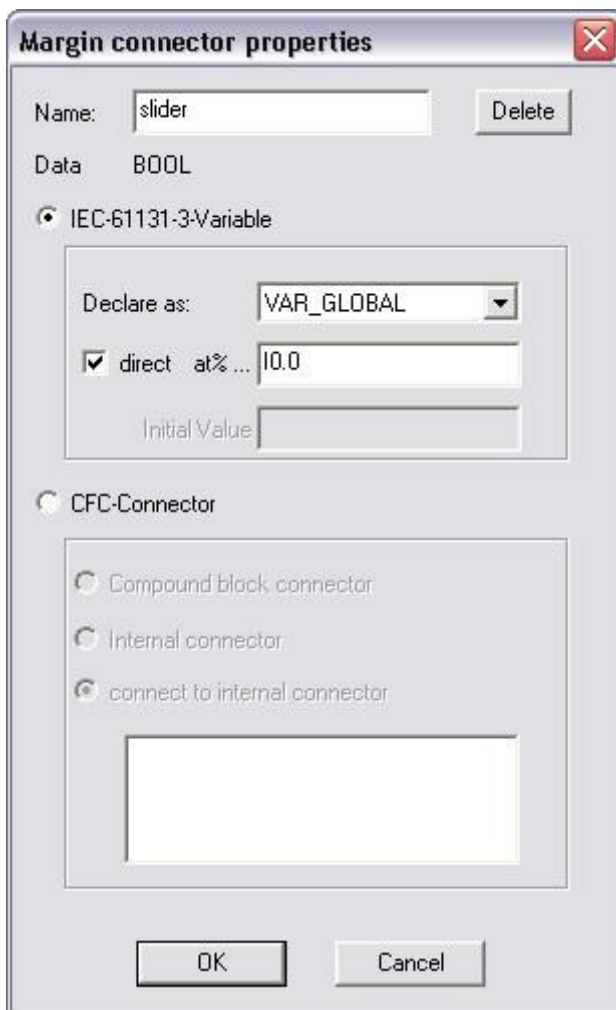 Margin connector properties
Name: slider Delete
Data BOOL
IEC-61131-3-Variable
Declare as: VAR_GLOBAL
direct at% ... I0.0
Initial Value
CFC-Connector
Compound block connector
Internal connector
connect to internal connector
OK Cancel